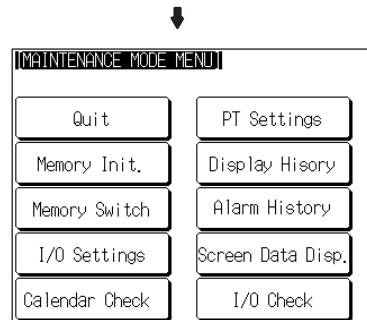 [MAINTENANCE MODE MENU]
Quit
PT Settings
Memory Init.
Display Hisory
Memory Switch
Alarm History
I/O Settings
Screen Data Disp.
Calendar Check
I/O Check